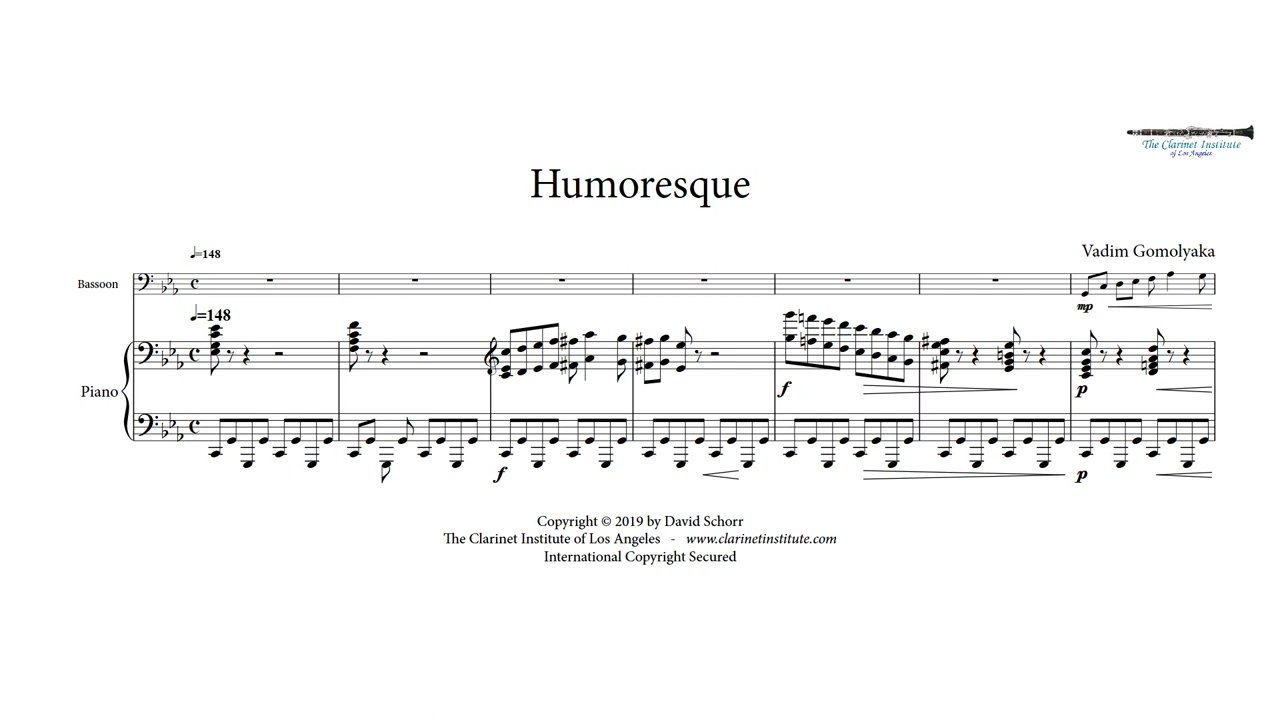 The Clarinet Institute
of Los Angeles
Humoresque
♩=148
Vadim Gomolyaka
Bassoon
mp
♩=148
Piano
f
p
f
p
Copyright © 2019 by David Schorr
The Clarinet Institute of Los Angeles - www.clarinetinstitute.com
International Copyright Secured